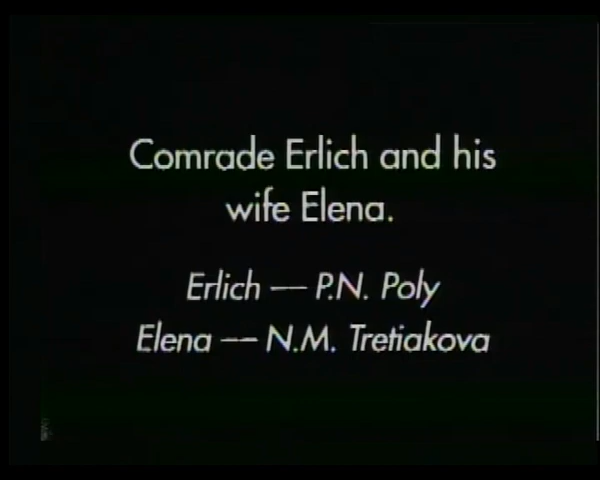 Comrade Erlich and his
wife Elena.
Erlich — P.N. Poly
Elena — N.M. Tretiakova